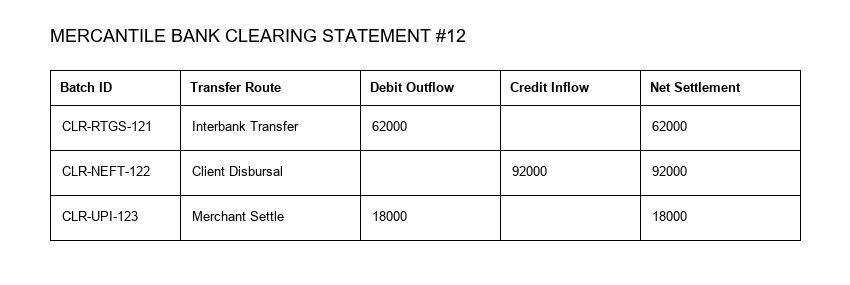 MERCANTILE BANK CLEARING STATEMENT #12
Batch ID Transfer Route Debit Outflow Credit Inflow Net Settlement
CLR-RTGS-121 Interbank Transfer 62000 62000
CLR-NEFT-122 Client Disbursal 92000 92000
CLR-UPI-123 Merchant Settle 18000 18000